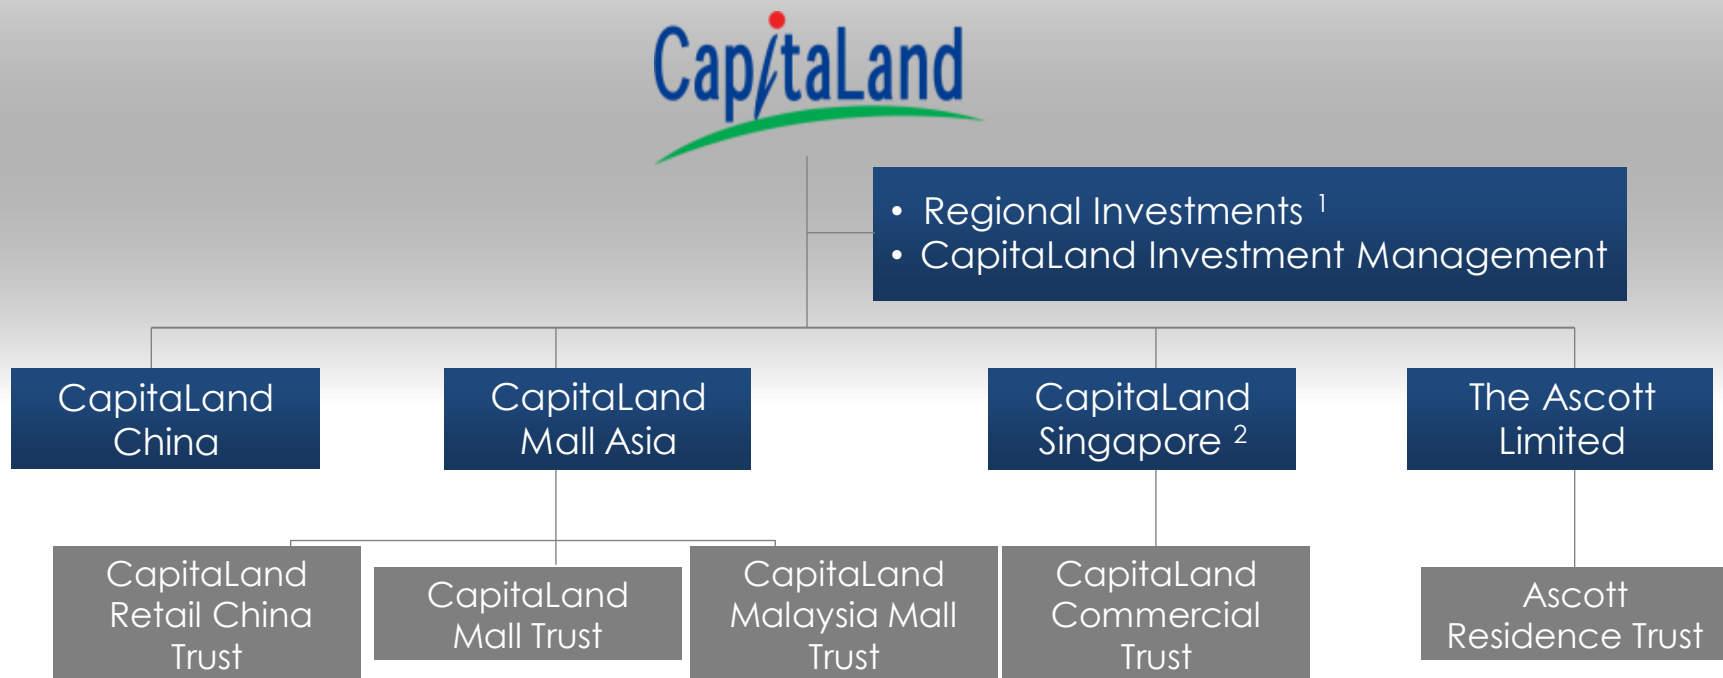 CapitaLand
• Regional Investments ¹
• CapitaLand Investment Management
CapitaLand
China
CapitaLand
Mall Asia
CapitaLand
Singapore ²
The Ascott
Limited
CapitaLand
Retail China
Trust
CapitaLand
Mall Trust
CapitaLand
Malaysia Mall
Trust
CapitaLand
Commercial
Trust
Ascott
Residence Trust